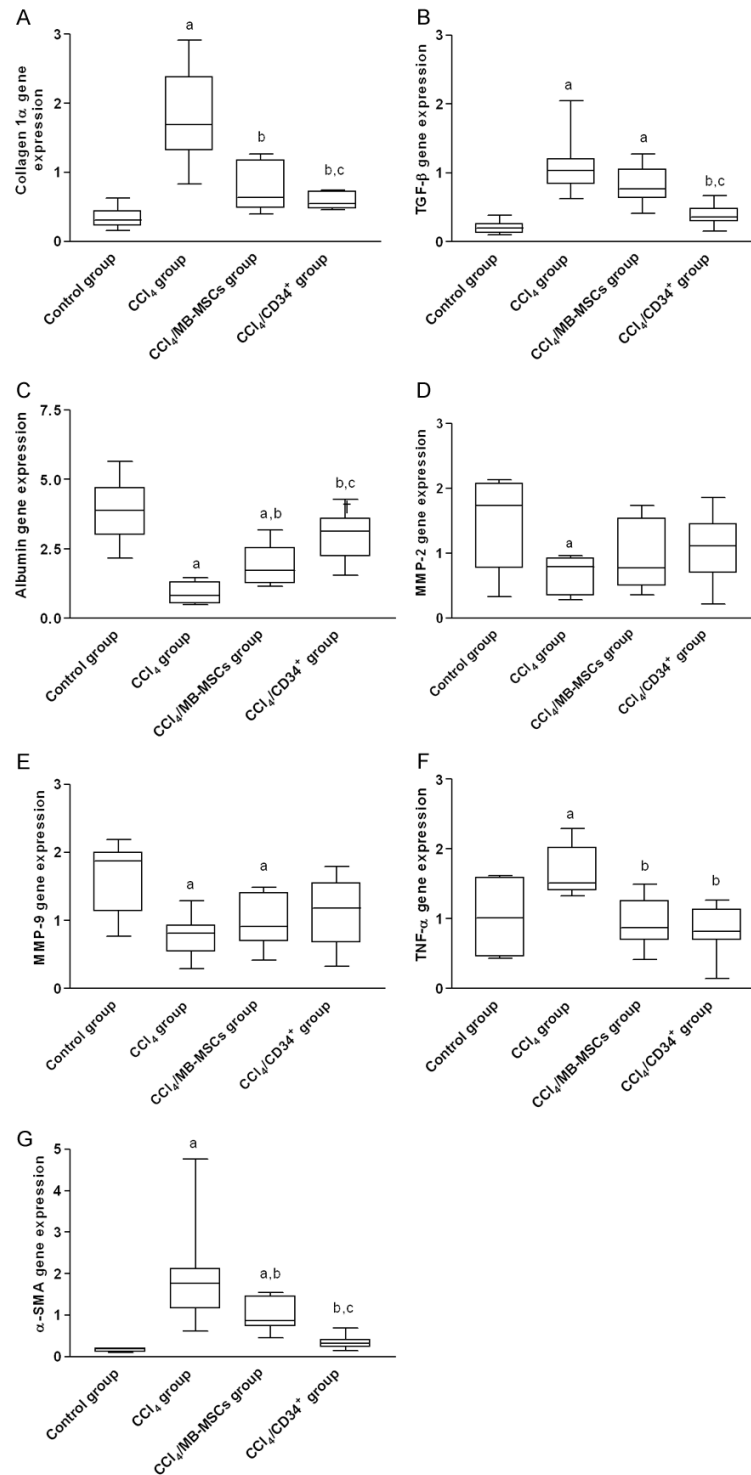 A
Collagen 1α gene
expression
3
2
1
0
a
b
b,c
Control group
CCl₄ group
CCl₄/MB-MSCs group
CCl₄/CD34⁺ group
B
TGF-β gene expression
3
2
1
0
a
a
b,c
Control group
CCl₄ group
CCl₄/MB-MSCs group
CCl₄/CD34⁺ group
C
Albumin gene expression
7.5
5.0
2.5
0.0
a
a,b
b,c
†
Control group
CCl₄ group
CCl₄/MB-MSCs group
CCl₄/CD34⁺ group
D
MMP-2 gene expression
3
2
1
0
a
Control group
CCl₄ group
CCl₄/MB-MSCs group
CCl₄/CD34⁺ group
E
MMP-9 gene expression
3
2
1
0
a
a
Control group
CCl₄ group
CCl₄/MB-MSCs group
CCl₄/CD34⁺ group
F
TNF-α gene expression
3
2
1
0
a
b
b
Control group
CCl₄ group
CCl₄/MB-MSCs group
CCl₄/CD34⁺ group
G
α-SMA gene expression
5
4
3
2
1
0
a
a,b
b,c
Control group
CCl₄ group
CCl₄/MB-MSCs group
CCl₄/CD34⁺ group